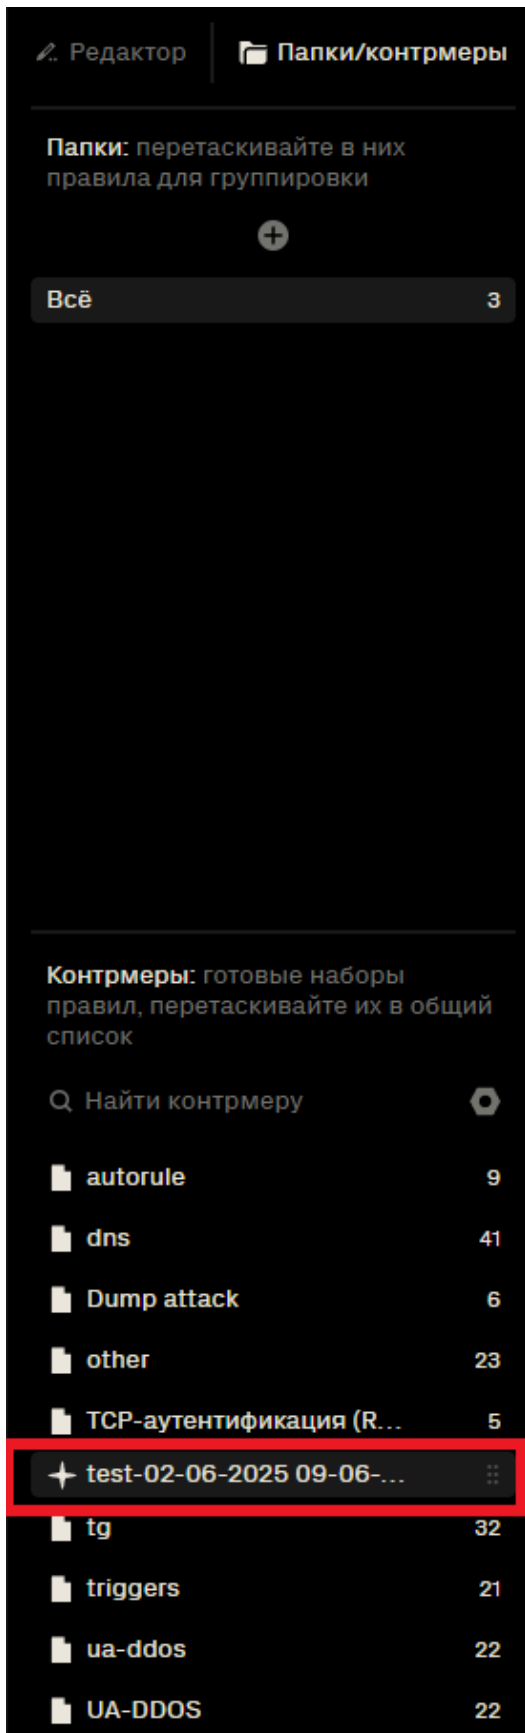 Редактор
Папки/контрмеры
Папки: перетаскивайте в них
правила для группировки
Всё 3
Контрмеры: готовые наборы
правил, перетаскивайте их в общий
список
Найти контрмеру
autorule 9
dns 41
Dump attack 6
other 23
TCP-аутентификация (R... 5
test-02-06-2025 09-06-...
tg 32
triggers 21
ua-ddos 22
UA-DDOS 22